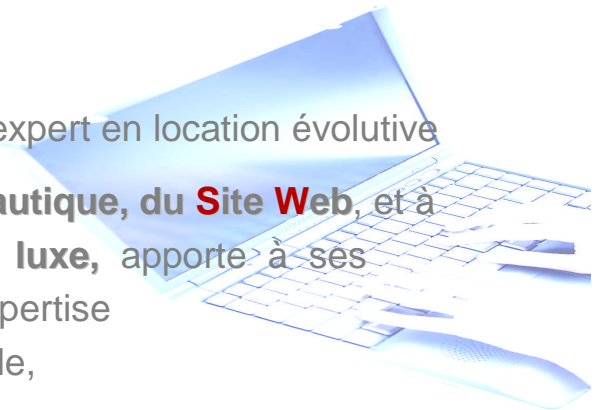 expert en location évolutive
autique, du Site Web, et à
luxe, apporte à ses
pertise
le,